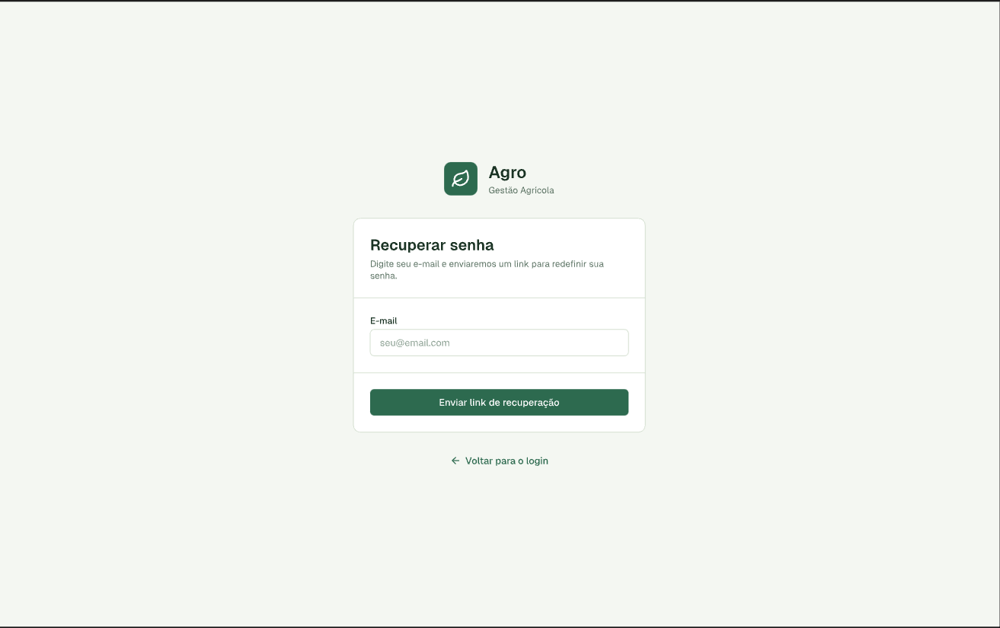 Agro
Gestão Agrícola
Recuperar senha
Digite seu e-mail e enviaremos um link para redefinir sua
senha.
E-mail
seu@email.com
Enviar link de recuperação
← Voltar para o login